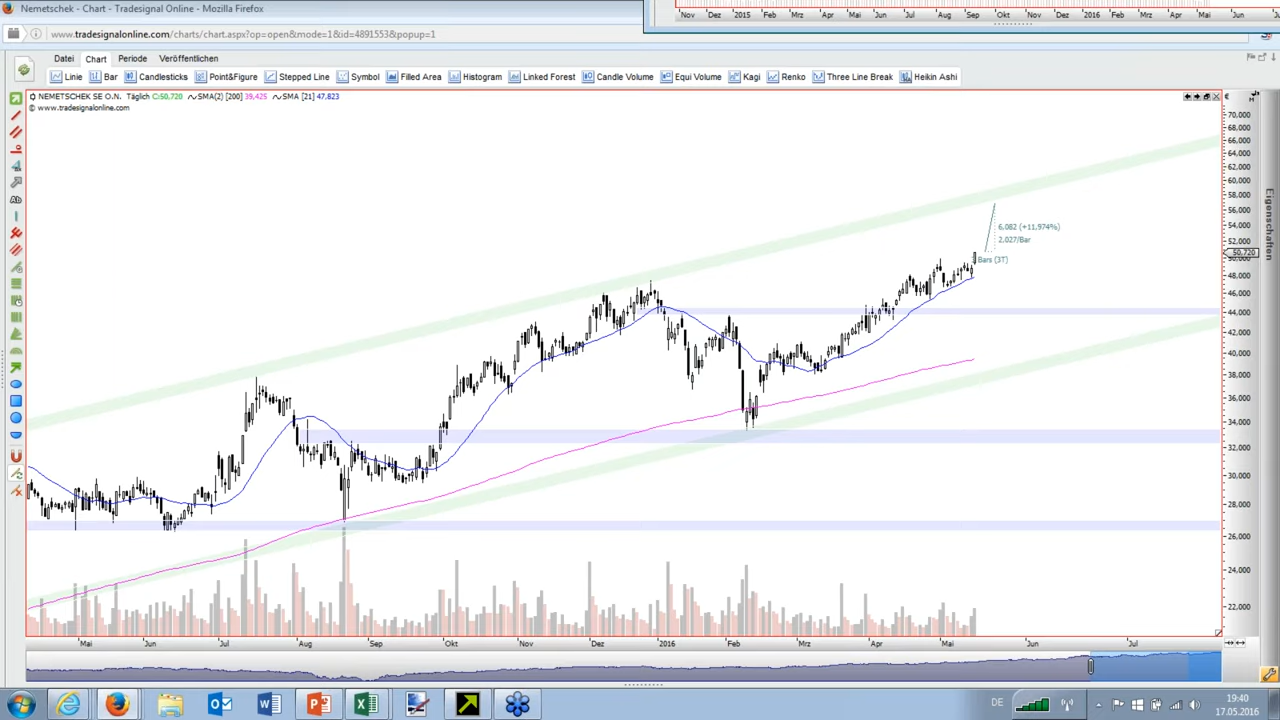 Nemetschek - Chart - Tradesignal Online - Mozilla Firefox
Nov Dez 2015 Feb Mrz Apr Mai Jun Jul Aug Sep Okt Nov Dez 2016 Feb Mrz Apr Mai Jun Ju
www.tradesignalonline.com/charts/chart.aspx?op=open&mode=1&id=4891553&popup=1
Datei Chart Periode Veröffentlichen
Linie Bar Candlesticks Point&Figure Stepped Line Symbol Filled Area Histogram Linked Forest Candle Volume Equi Volume Kagi Renko Three Line Break Heikin Ashi
NEMETSCHEK SE O.N. Täglich C:50,720 SMA(2) [200] 39,425 SMA [21] 47,823
© www.tradesignalonline.com
€
70,000
68,000
66,000
64,000
62,000
60,000
58,000
56,000
54,000
52,000
50,720
50,000
48,000
46,000
44,000
42,000
40,000
38,000
36,000
34,000
32,000
30,000
28,000
26,000
24,000
22,000
Eigenschaften
6,082 (+11,974%)
2,027/Bar
Bars (3T)
Ab
Mai Jun Jul Aug Sep Okt Nov Dez 2016 Feb Mrz Apr Mai Jun Jul
DE
19:40
17.05.2016